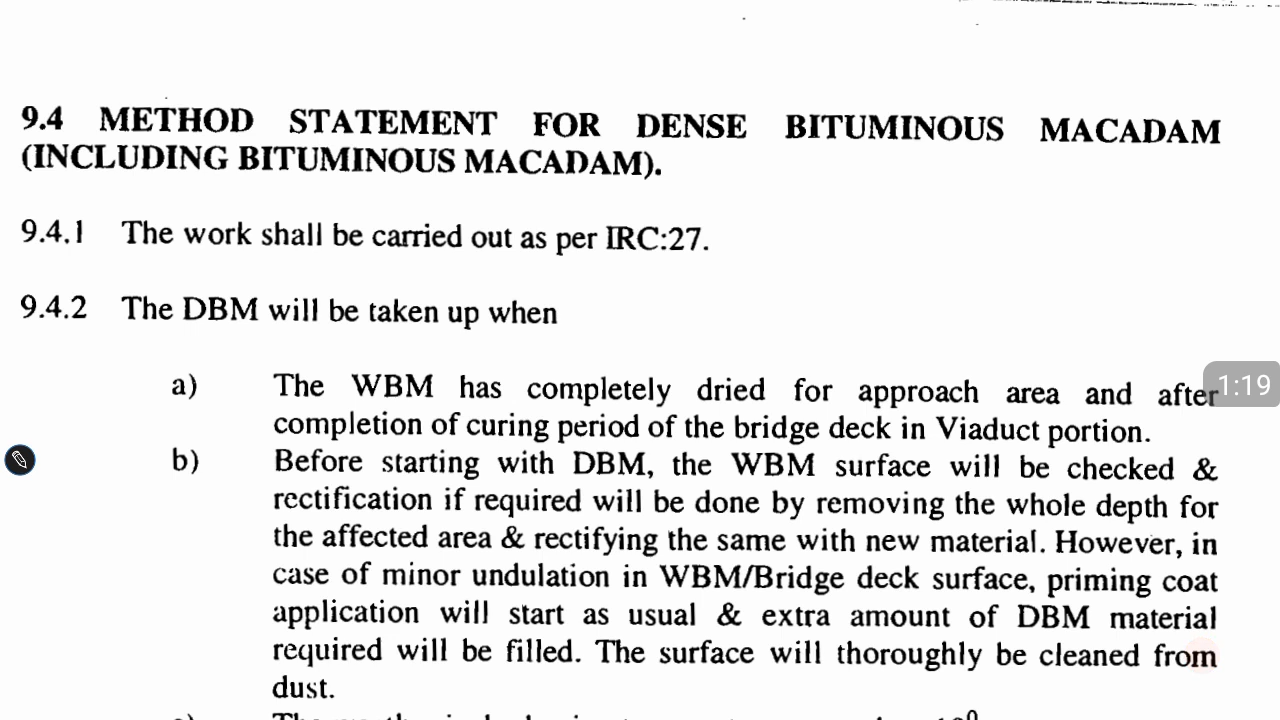 9.4 METHOD STATEMENT FOR DENSE BITUMINOUS MACADAM
(INCLUDING BITUMINOUS MACADAM).
9.4.1 The work shall be carried out as per IRC:27.
9.4.2 The DBM will be taken up when
a) The WBM has completely dried for approach area and after
1:19
completion of curing period of the bridge deck in Viaduct portion.
b) Before starting with DBM, the WBM surface will be checked &
rectification if required will be done by removing the whole depth for
the affected area & rectifying the same with new material. However, in
case of minor undulation in WBM/Bridge deck surface, priming coat
application will start as usual & extra amount of DBM material
required will be filled. The surface will thoroughly be cleaned from
dust.